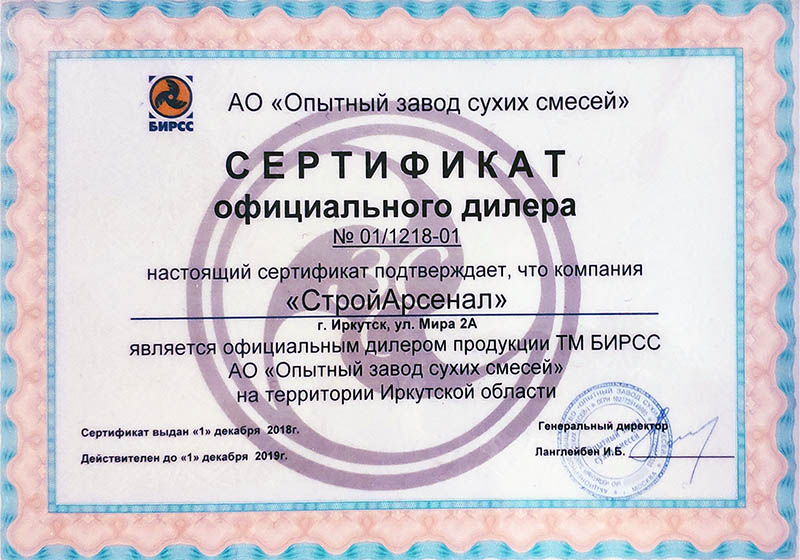 БИРСС
АО «Опытный завод сухих смесей»
СЕРТИФИКАТ
официального дилера
№ 01/1218-01
настоящий сертификат подтверждает, что компания
«СтройАрсенал»
г. Иркутск, ул. Мира 2А
является официальным дилером продукции ТМ БИРСС
АО «Опытный завод сухих смесей»
на территории Иркутской области
Сертификат выдан «1» декабря 2018г.
Действителен до «1» декабря 2019г.
Генеральный директор
Ланглейбен И.Б.